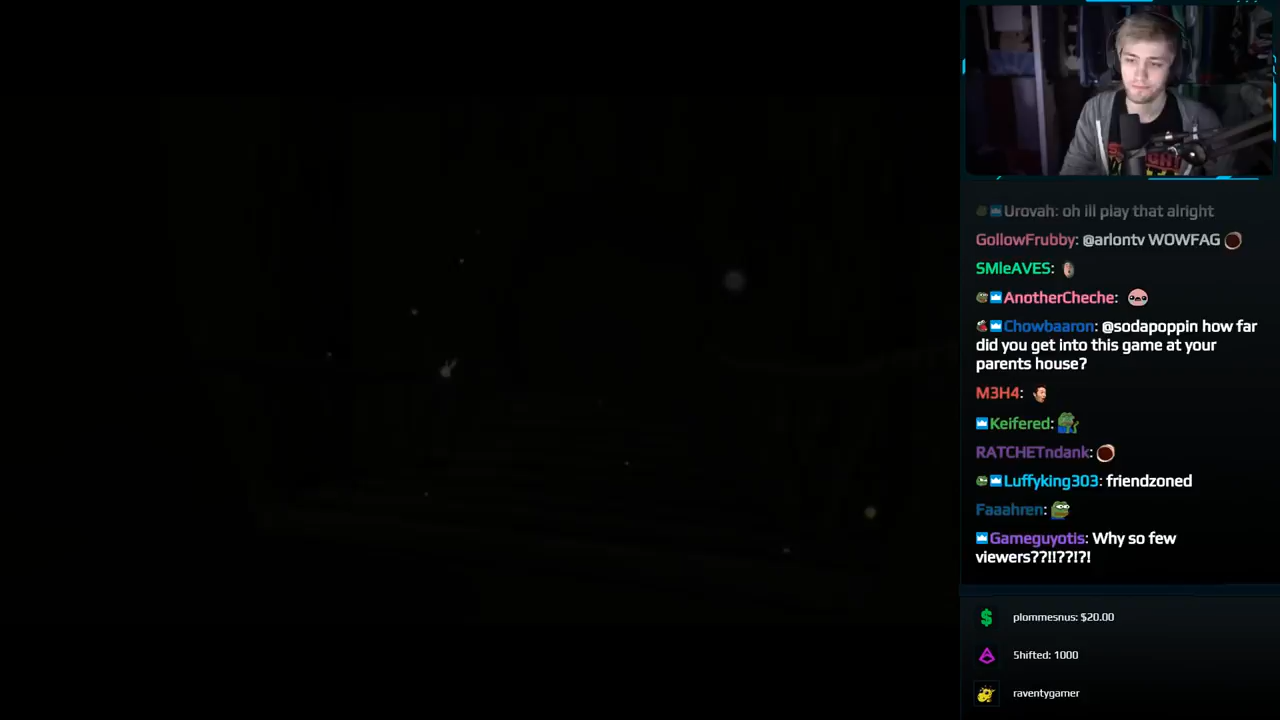 Urovah: oh ill play that alright
GollowFrubby: @arlontv WOWFAG
SMleAVES:
AnotherCheche:
Chowbaaron: @sodapoppin how far
did you get into this game at your
parents house?
M3H4:
Keifered:
RATCHETndank:
Luffyking303: friendzoned
Faaahren:
Gameguyotis: Why so few
viewers??!!??!?!
plommesnus: $20.00
Shifted: 1000
raventygamer